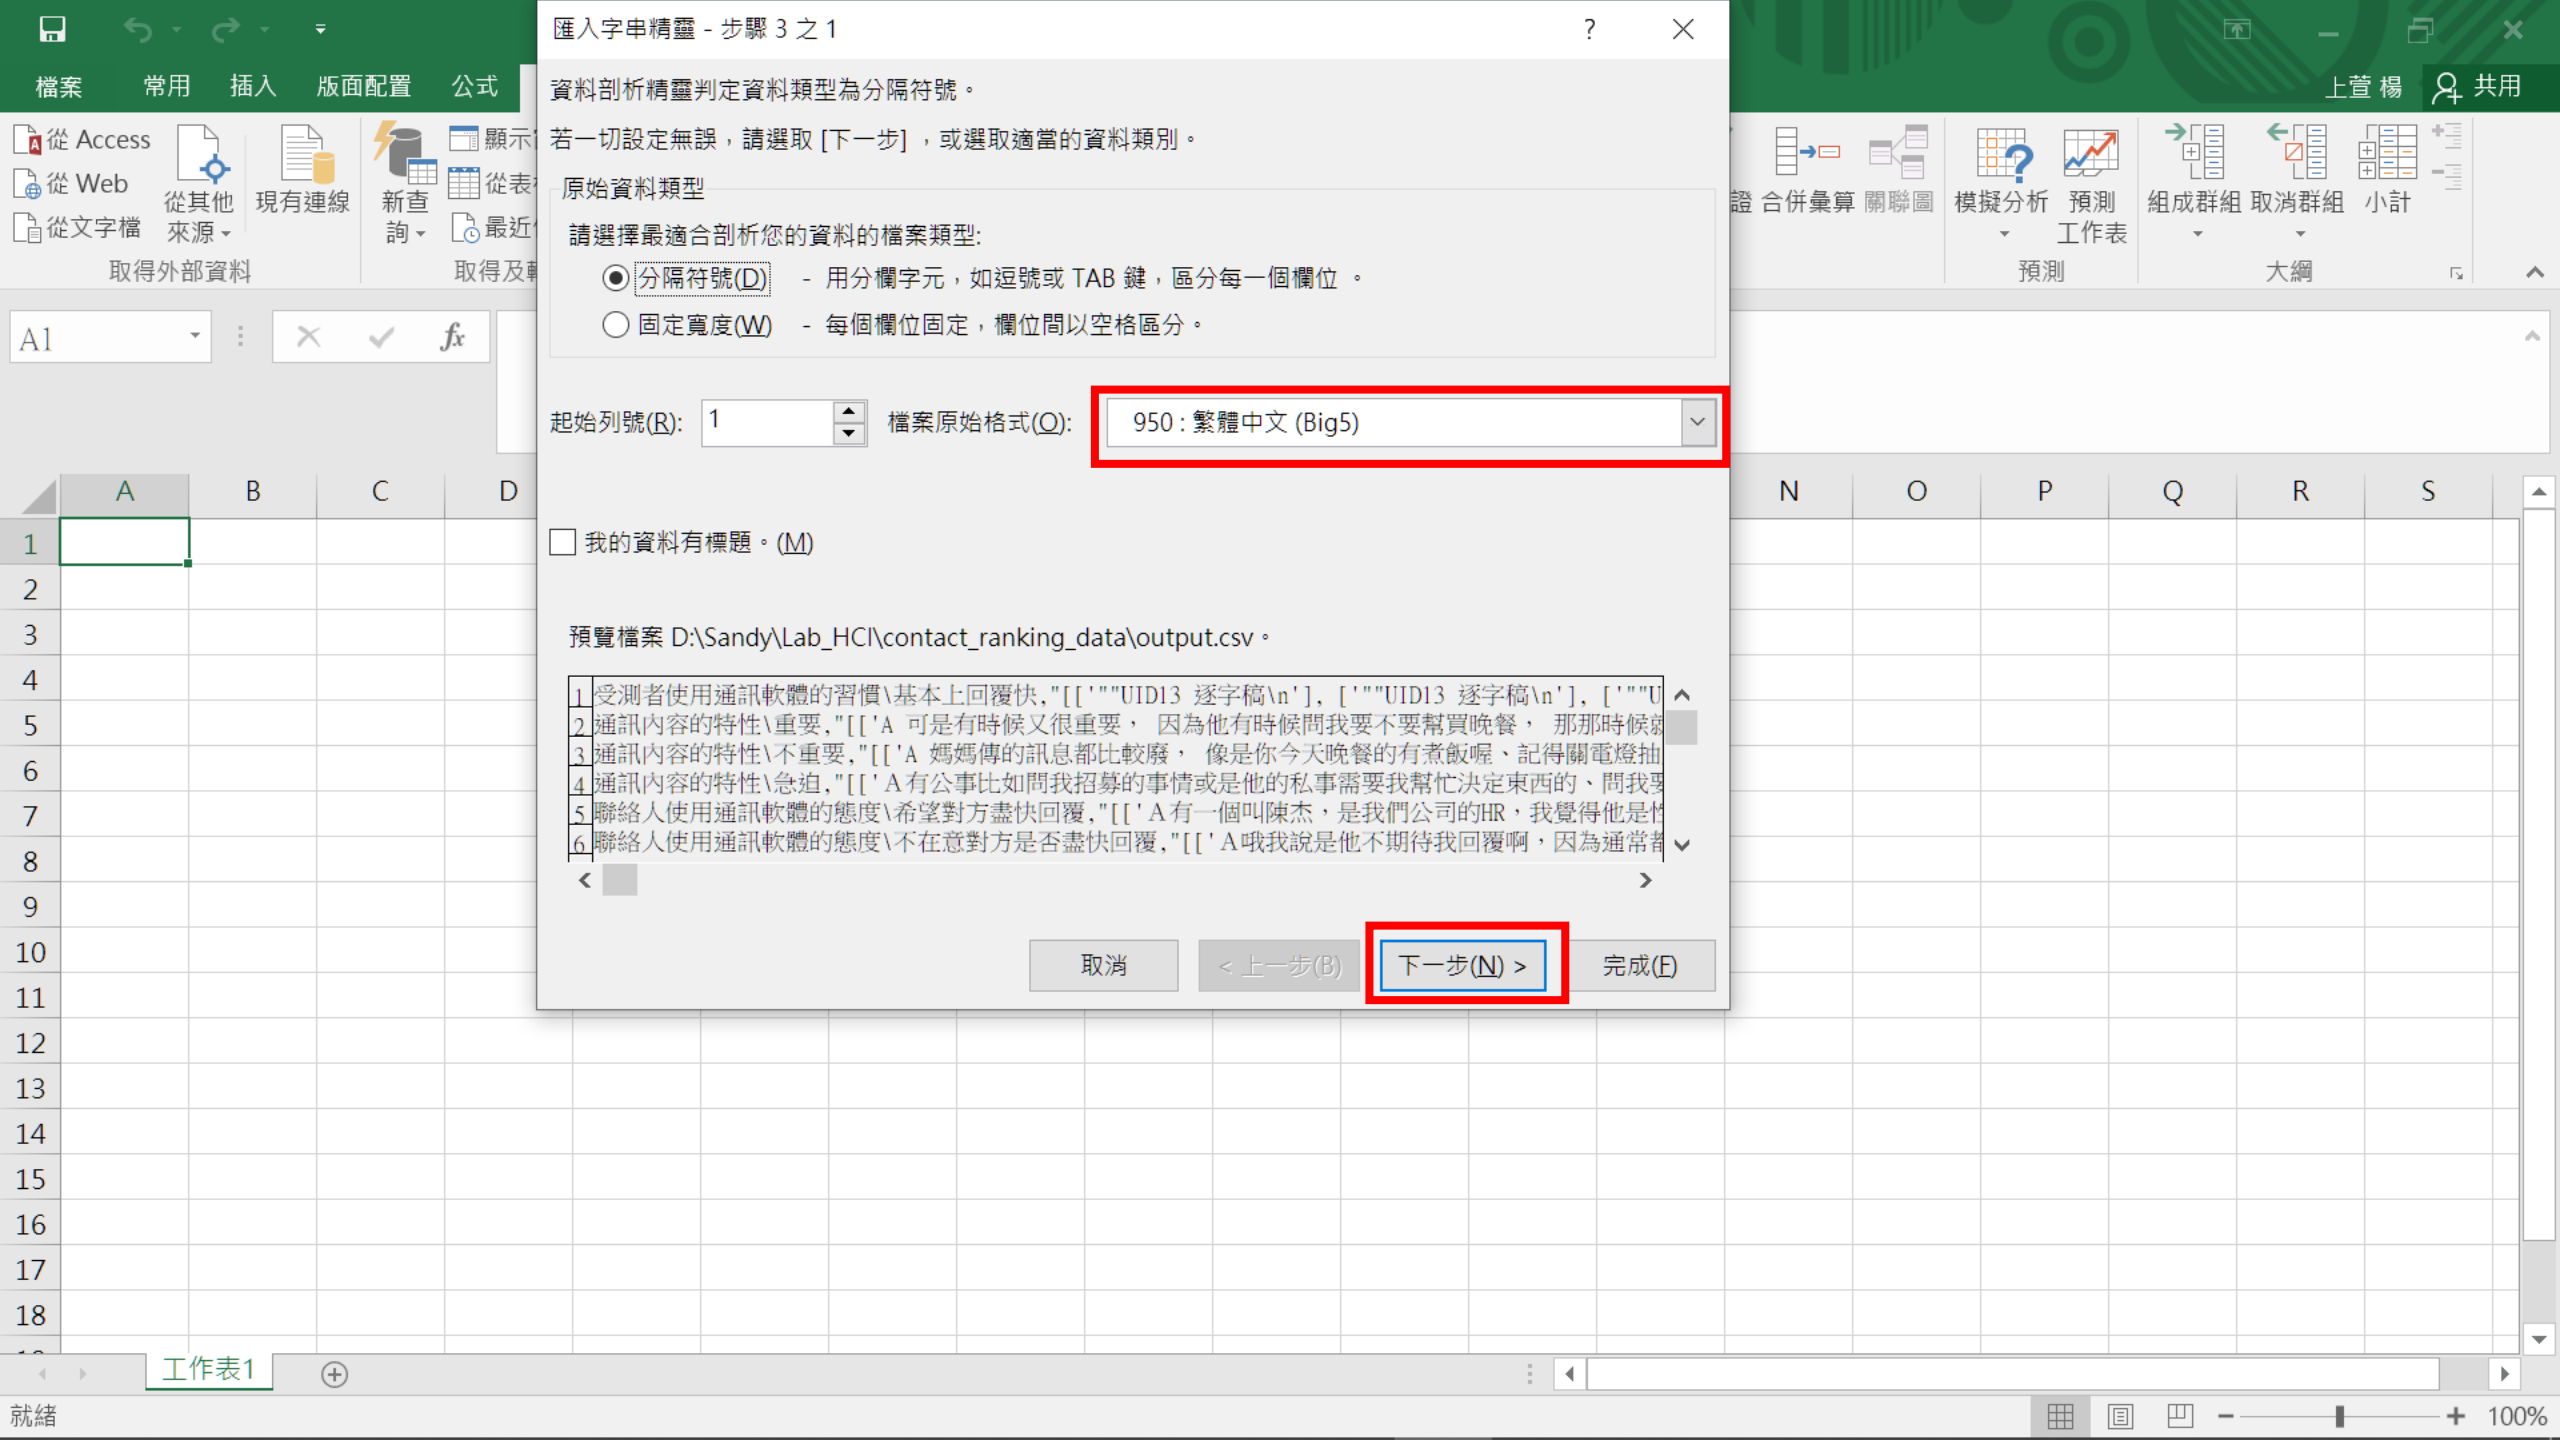 匯入字串精靈 - 步驟 3 之 1
?
檔案 常用 插入 版面配置 公式
上萱 楊 共用
資料剖析精靈判定資料類型為分隔符號。
若一切設定無誤，請選取 [下一步] ，或選取適當的資料類別。
從 Access
從 Web
從文字檔
從其他
來源
現有連線
取得外部資料
新查
詢
顯示
從表
最近
取得及
證 合併彙算 關聯圖
模擬分析
預測
工作表
預測
組成群組 取消群組 小計
大綱
原始資料類型
請選擇最適合剖析您的資料的檔案類型:
分隔符號(D) - 用分欄字元，如逗號或 TAB 鍵，區分每一個欄位 。
固定寬度(W) - 每個欄位固定，欄位間以空格區分。
A1
fx
起始列號(R): 1 檔案原始格式(O): 950 : 繁體中文 (Big5)
A B C D N O P Q R S
我的資料有標題。(M)
預覽檔案 D:\Sandy\Lab_HCI\contact_ranking_data\output.csv。
1 受測者使用通訊軟體的習慣\基本上回覆快,"[['""UID13 逐字稿\n'], ['""UID13 逐字稿\n'], ['""U
2 通訊內容的特性\重要,"[['A 可是有時候又很重要， 因為他有時候問我要不要幫買晚餐， 那那時候就
3 通訊內容的特性\不重要,"[['A 媽媽傳的訊息都比較廢， 像是你今天晚餐的有煮飯喔、記得關電燈抽
4 通訊內容的特性\急迫,"[['Ａ有公事比如問我招募的事情或是他的私事需要我幫忙決定東西的、問我要
5 聯絡人使用通訊軟體的態度\希望對方盡快回覆,"[['Ａ有一個叫陳杰，是我們公司的HR，我覺得他是性
6 聯絡人使用通訊軟體的態度\不在意對方是否盡快回覆,"[['Ａ哦我說是他不期待我回覆啊，因為通常都
取消 < 上一步(B) 下一步(N) > 完成(F)
1
2
3
4
5
6
7
8
9
10
11
12
13
14
15
16
17
18
工作表1
就緒
100%